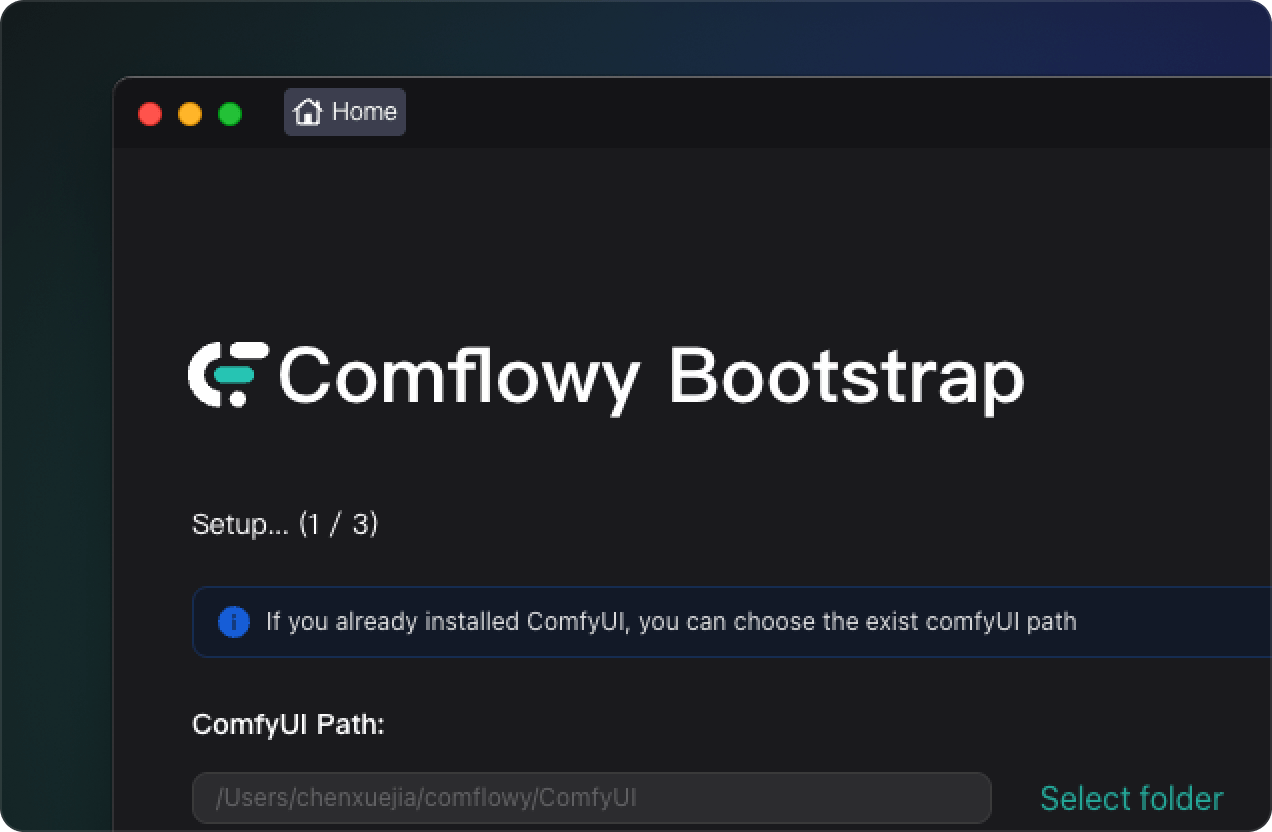 Home
Comflowy Bootstrap
Setup... (1 / 3)
If you already installed ComfyUI, you can choose the exist comfyUI path
ComfyUI Path:
/Users/chenxuejia/comflowy/ComfyUI
Select folder